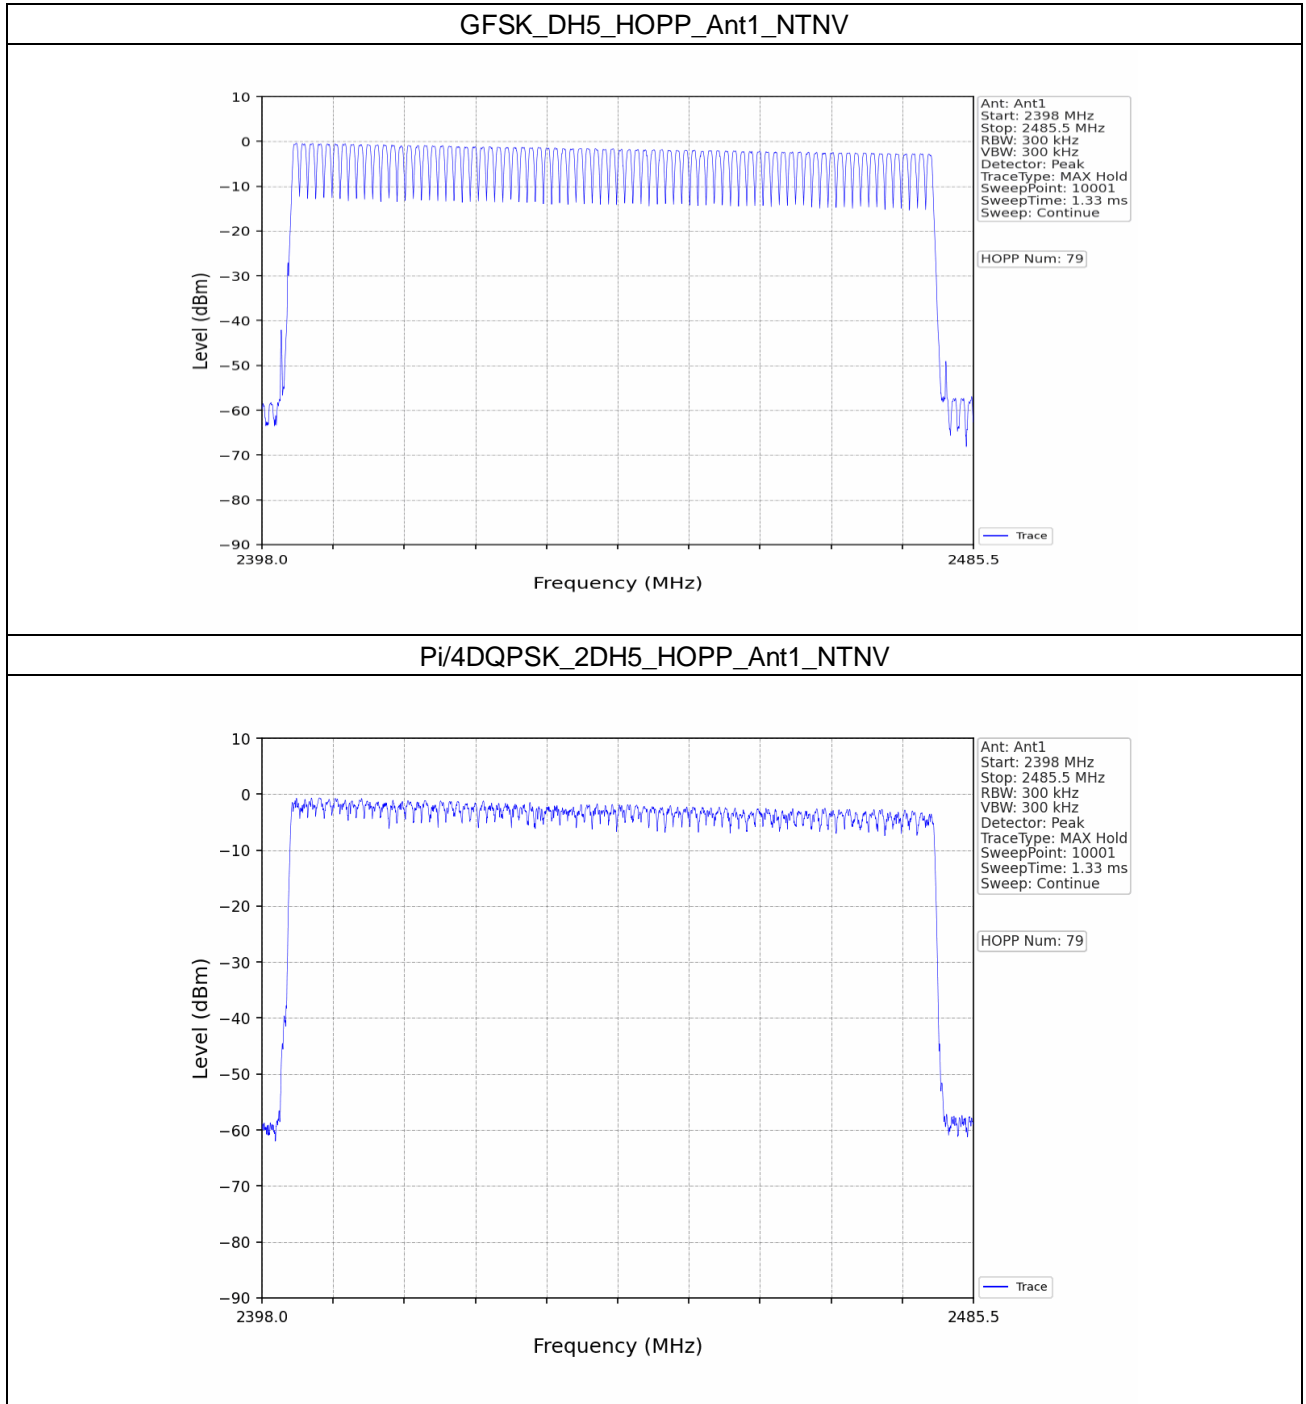 GFSK_DH5_HOPP_Ant1_NTNV
10
0
−10
−20
−30
−40
−50
−60
−70
−80
−90
Level (dBm)
2398.0
2485.5
Frequency (MHz)
Ant: Ant1
Start: 2398 MHz
Stop: 2485.5 MHz
RBW: 300 kHz
VBW: 300 kHz
Detector: Peak
TraceType: MAX Hold
SweepPoint: 10001
SweepTime: 1.33 ms
Sweep: Continue
HOPP Num: 79
Trace
Pi/4DQPSK_2DH5_HOPP_Ant1_NTNV
10
0
−10
−20
−30
−40
−50
−60
−70
−80
−90
Level (dBm)
2398.0
2485.5
Frequency (MHz)
Ant: Ant1
Start: 2398 MHz
Stop: 2485.5 MHz
RBW: 300 kHz
VBW: 300 kHz
Detector: Peak
TraceType: MAX Hold
SweepPoint: 10001
SweepTime: 1.33 ms
Sweep: Continue
HOPP Num: 79
Trace